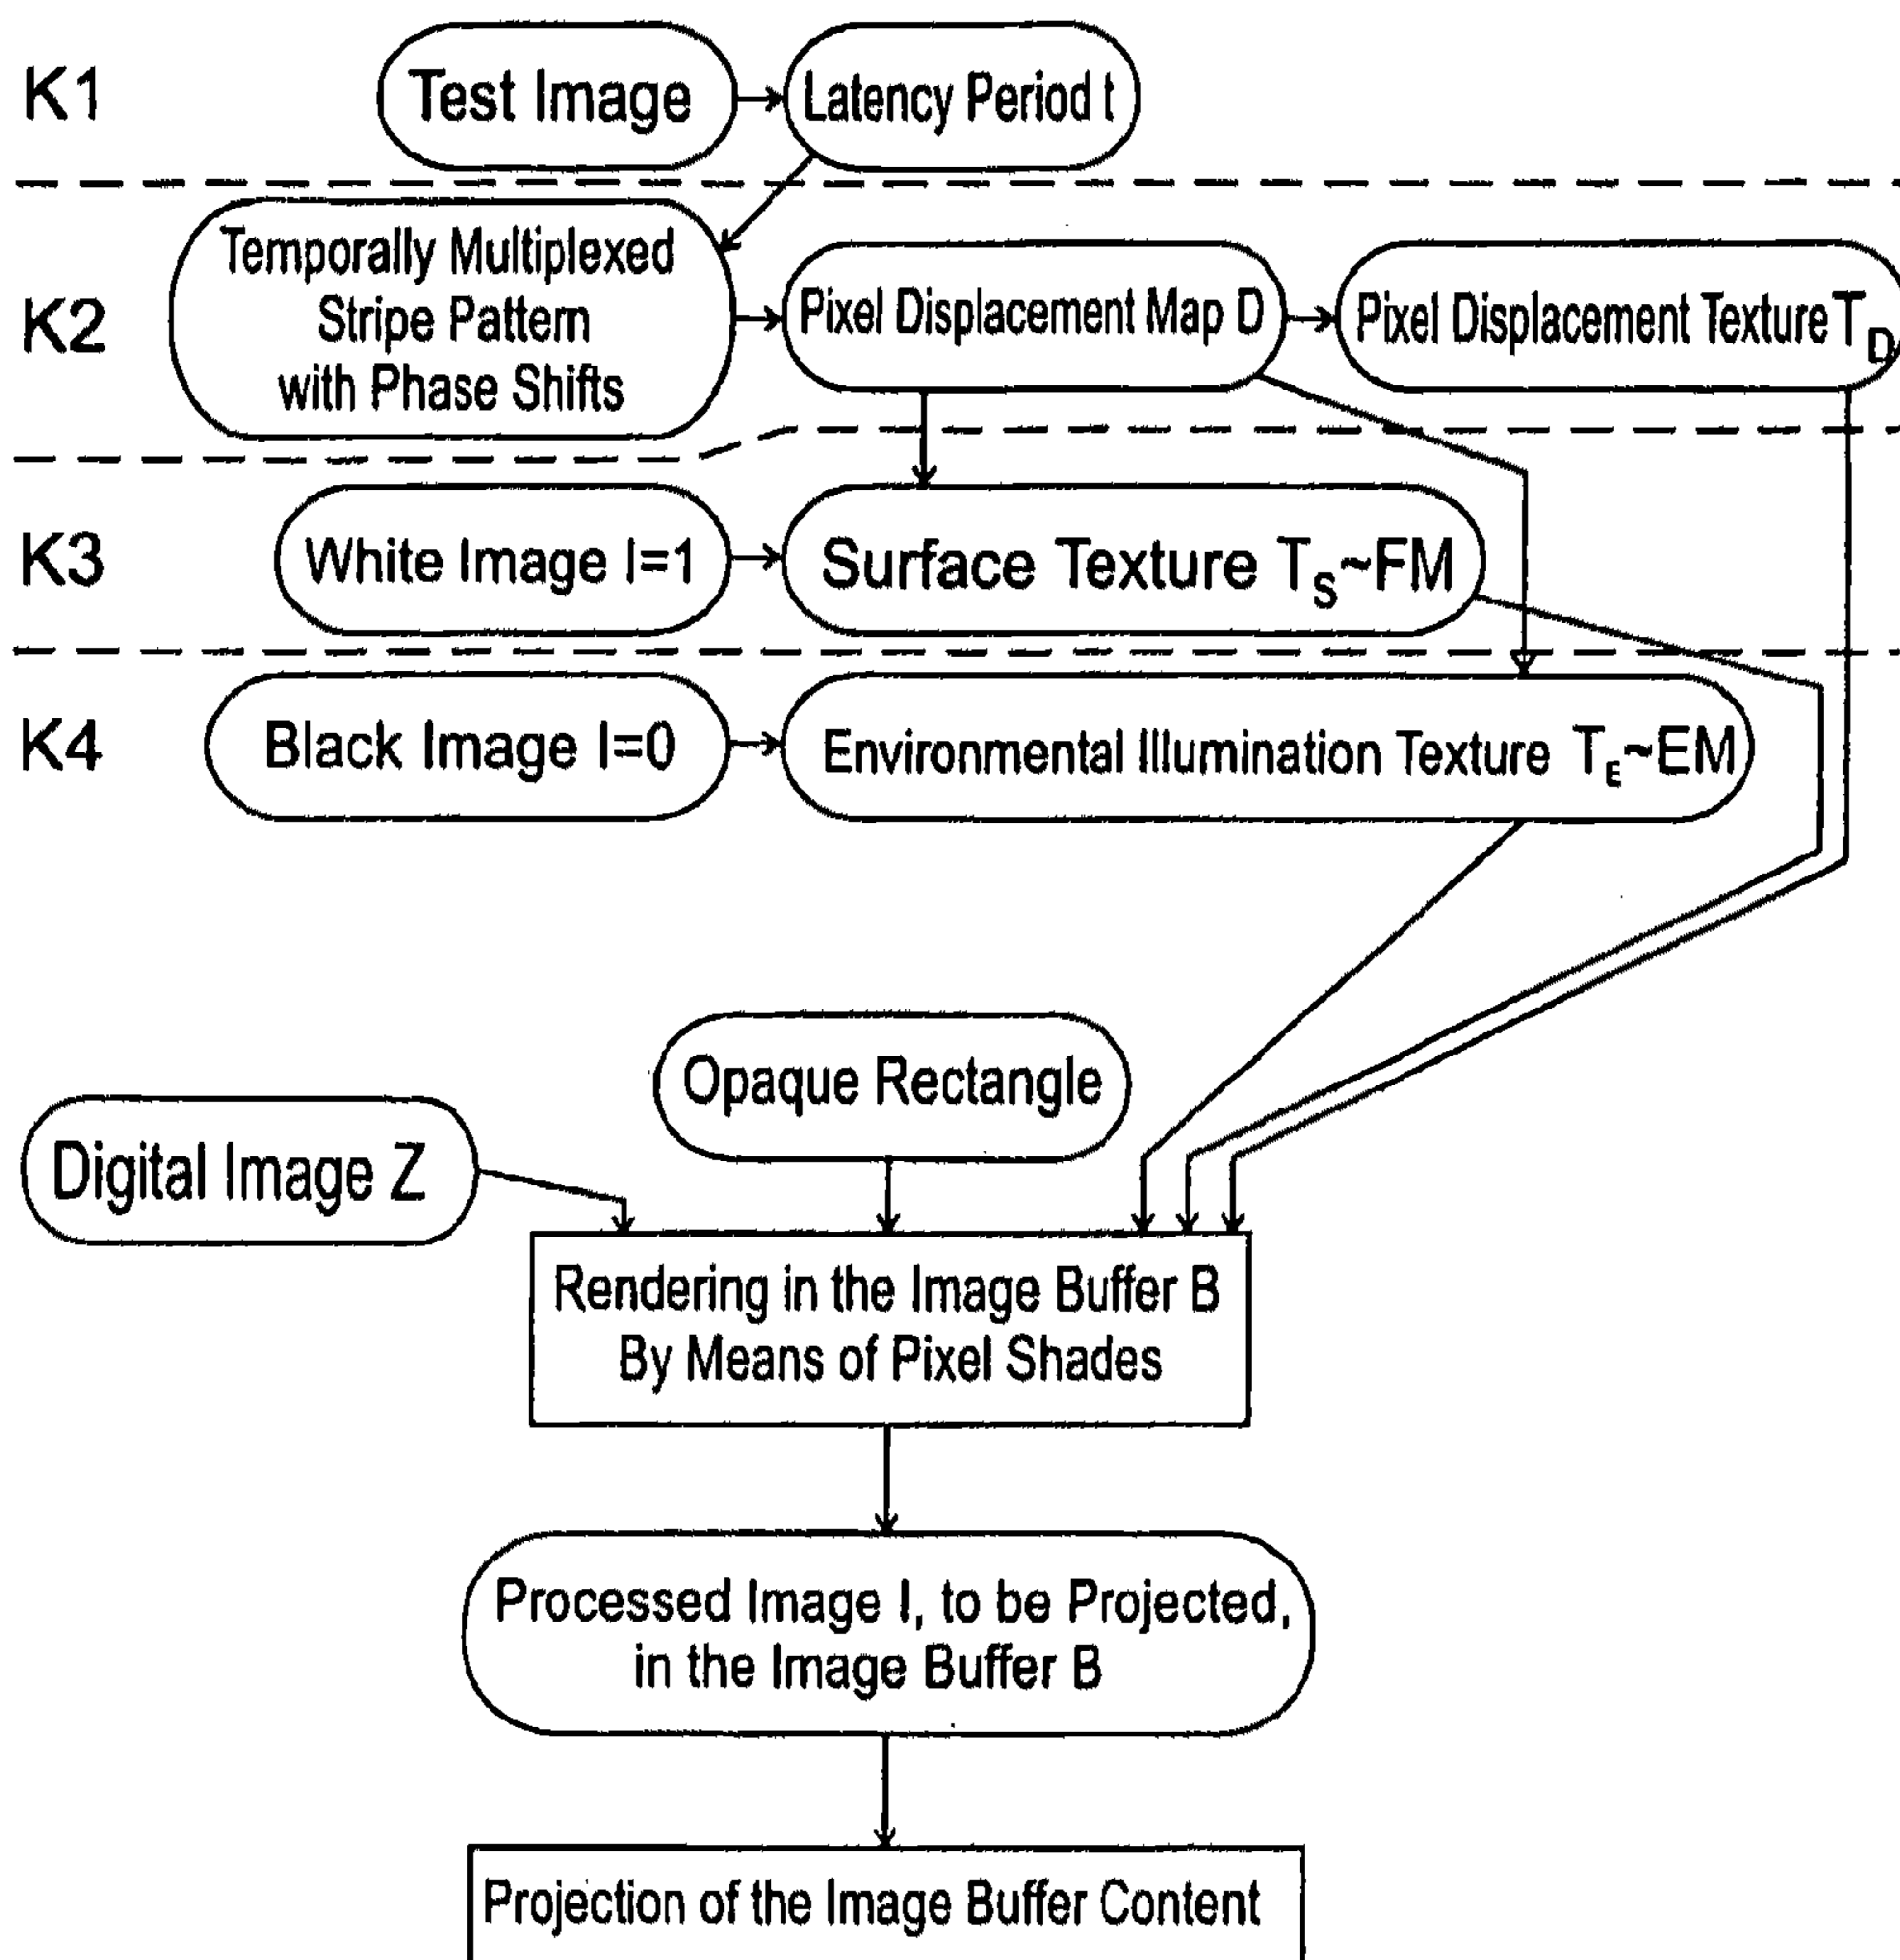 K1
Test Image
Latency Period t
K2
Temporally Multiplexed
Stripe Pattern
with Phase Shifts
Pixel Displacement Map D
Pixel Displacement Texture T_D
K3
White Image I=1
Surface Texture T_S~FM
K4
Black Image I=0
Environmental Illumination Texture T_E~EM
Opaque Rectangle
Digital Image Z
Rendering in the Image Buffer B
By Means of Pixel Shades
Processed Image I, to be Projected,
in the Image Buffer B
Projection of the Image Buffer Content